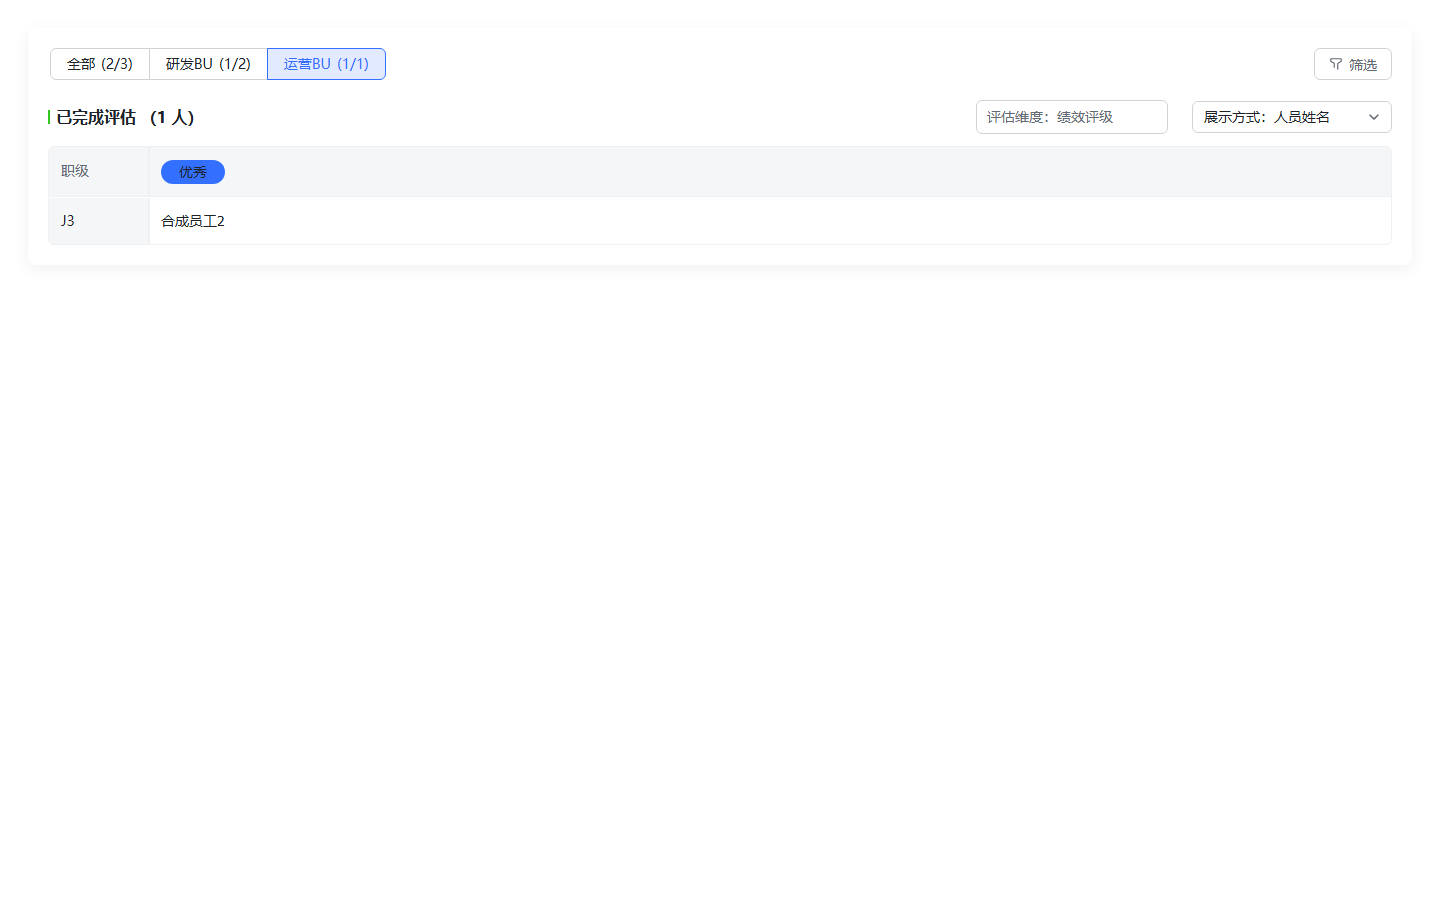 全部 (2/3) 研发BU (1/2) 运营BU (1/1) 筛选
已完成评估 (1 人) 评估维度：绩效评级 展示方式：人员姓名
职级 优秀
J3 合成员工2